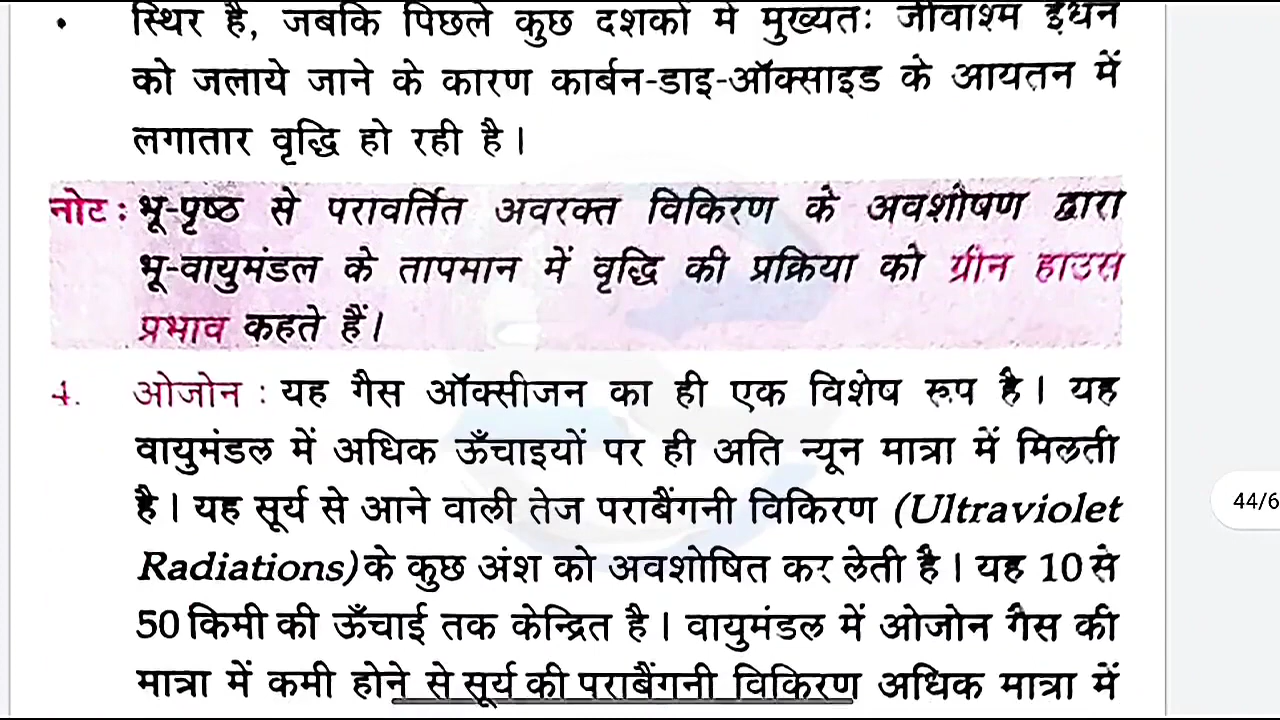 • स्थिर है, जबकि पिछले कुछ दशकों में मुख्यतः जीवाश्म ईंधन
को जलाये जाने के कारण कार्बन-डाइ-ऑक्साइड के आयतन में
लगातार वृद्धि हो रही है।
नोट : भू-पृष्ठ से परावर्तित अवरक्त विकिरण के अवशोषण द्वारा
भू-वायुमंडल के तापमान में वृद्धि की प्रक्रिया को ग्रीन हाउस
प्रभाव कहते हैं।
4. ओजोन : यह गैस ऑक्सीजन का ही एक विशेष रूप है। यह
वायुमंडल में अधिक ऊँचाइयों पर ही अति न्यून मात्रा में मिलती
है। यह सूर्य से आने वाली तेज पराबैंगनी विकिरण (Ultraviolet
Radiations) के कुछ अंश को अवशोषित कर लेती है। यह 10 से
50 किमी की ऊँचाई तक केन्द्रित है। वायुमंडल में ओजोन गैस की
मात्रा में कमी होने से सूर्य की पराबैंगनी विकिरण अधिक मात्रा में
44/6